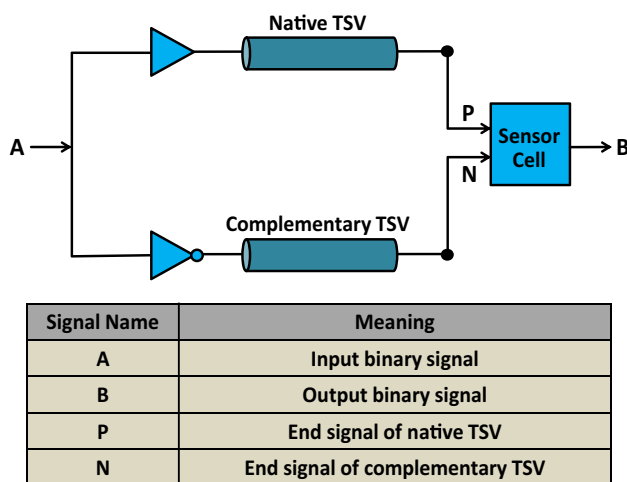 Native TSV
P
A
Sensor
Cell
B
N
Complementary TSV
Signal Name Meaning
A Input binary signal
B Output binary signal
P End signal of native TSV
N End signal of complementary TSV